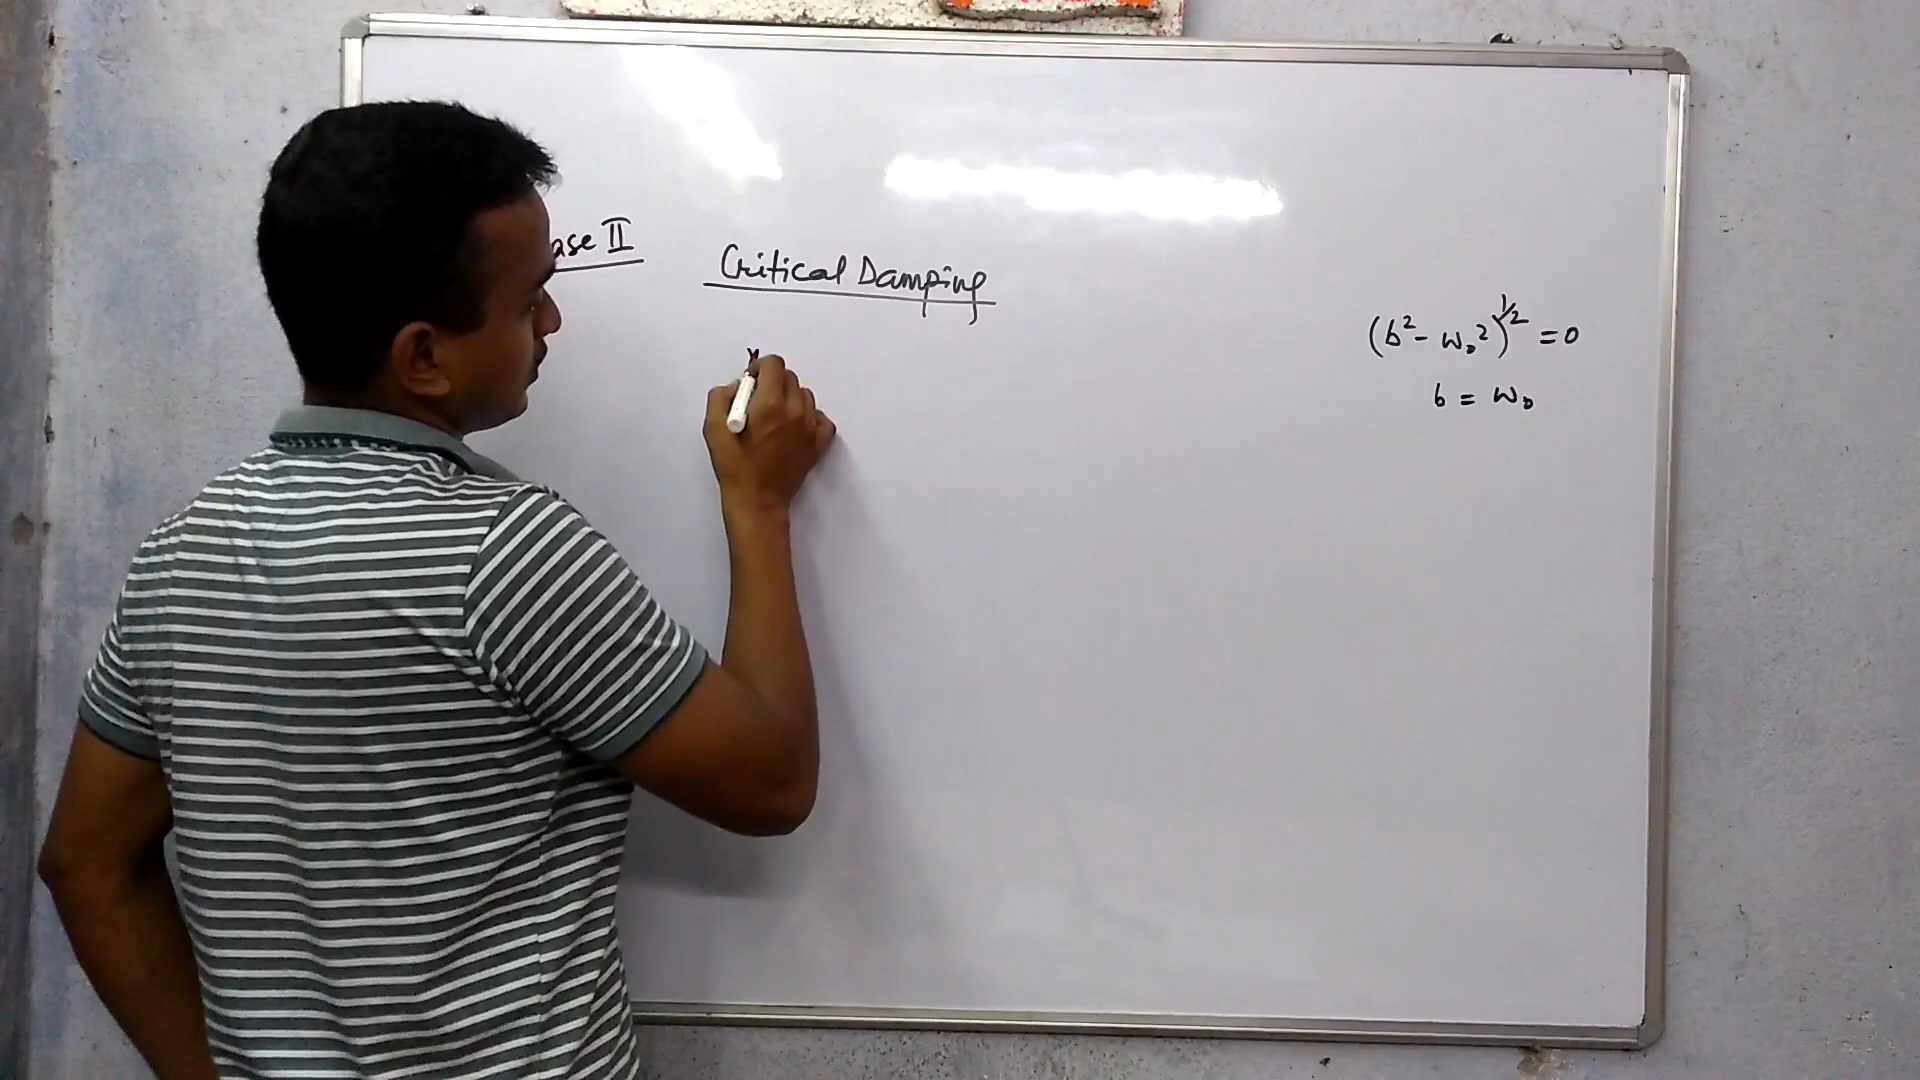 ase II
Critical Damping
(b² - ω₀²)^1/2 = 0
b = ω₀
x